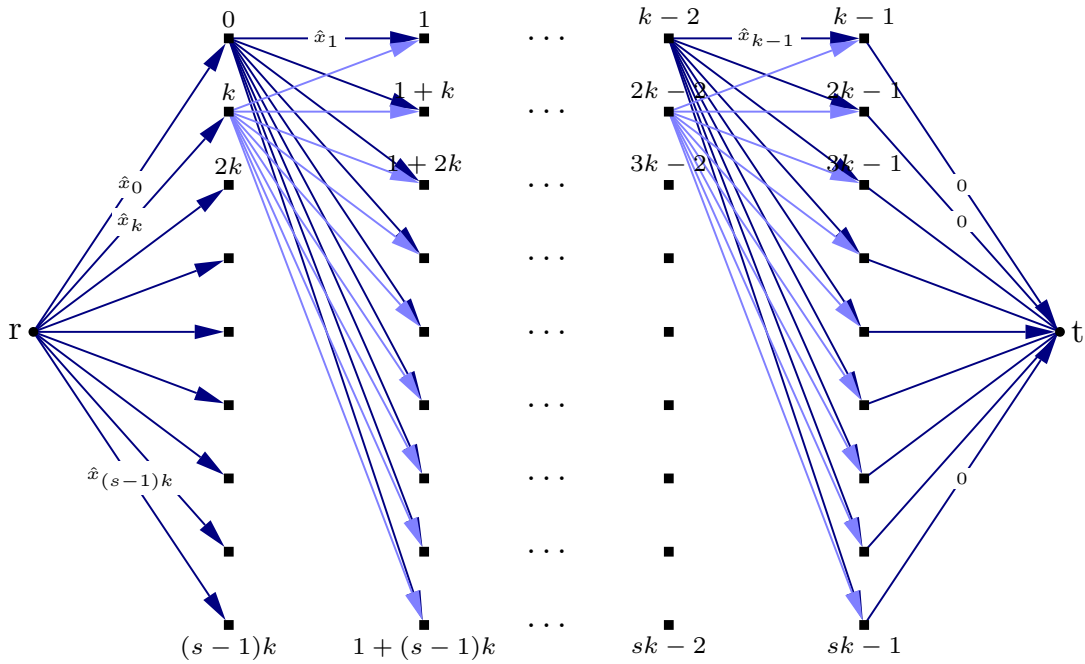 0 1 k − 2 k − 1
x̂₁ ··· x̂ₖ₋₁
k 1 + k ··· 2k − 2 2k − 1
2k 1 + 2k ··· 3k − 2 3k − 1
x̂₀ 0
x̂ₖ 0
···
r ··· t
···
x̂₍ₛ₋₁₎ₖ ··· 0
···
···
(s − 1)k 1 + (s − 1)k sk − 2 sk − 1